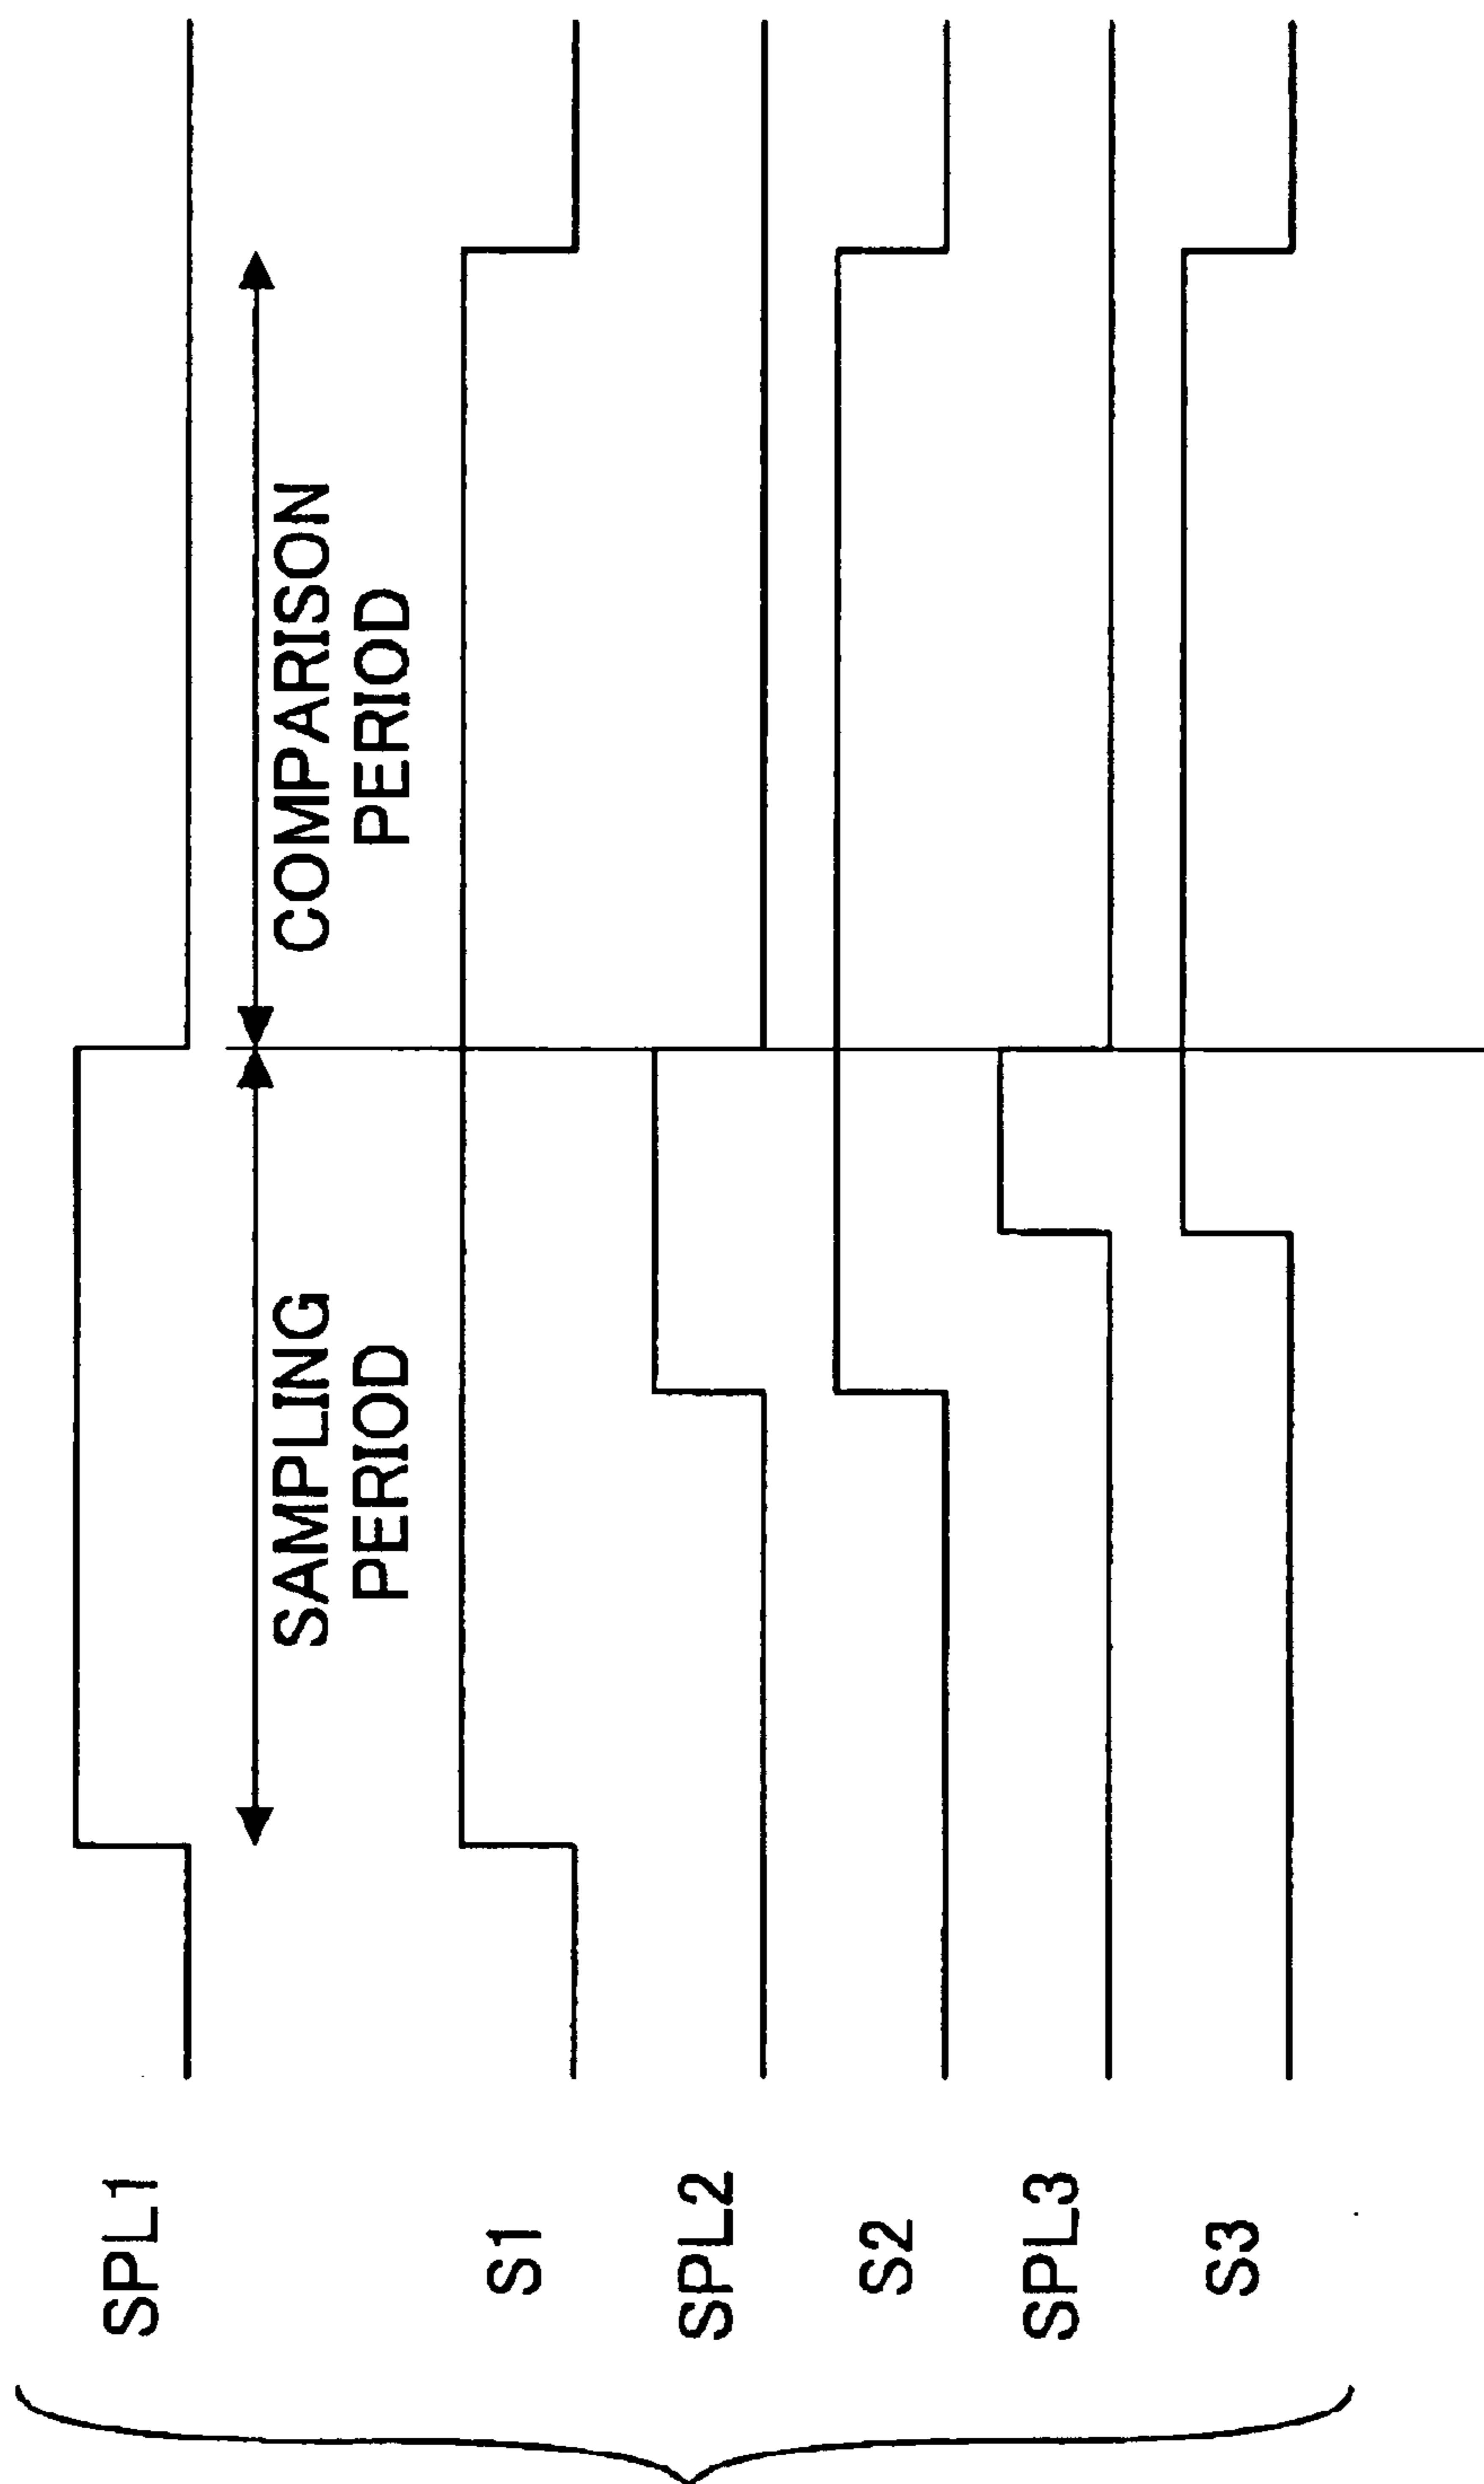 SPL1
SAMPLING
PERIOD
COMPARISON
PERIOD
S1
SPL2
S2
SPL3
S3